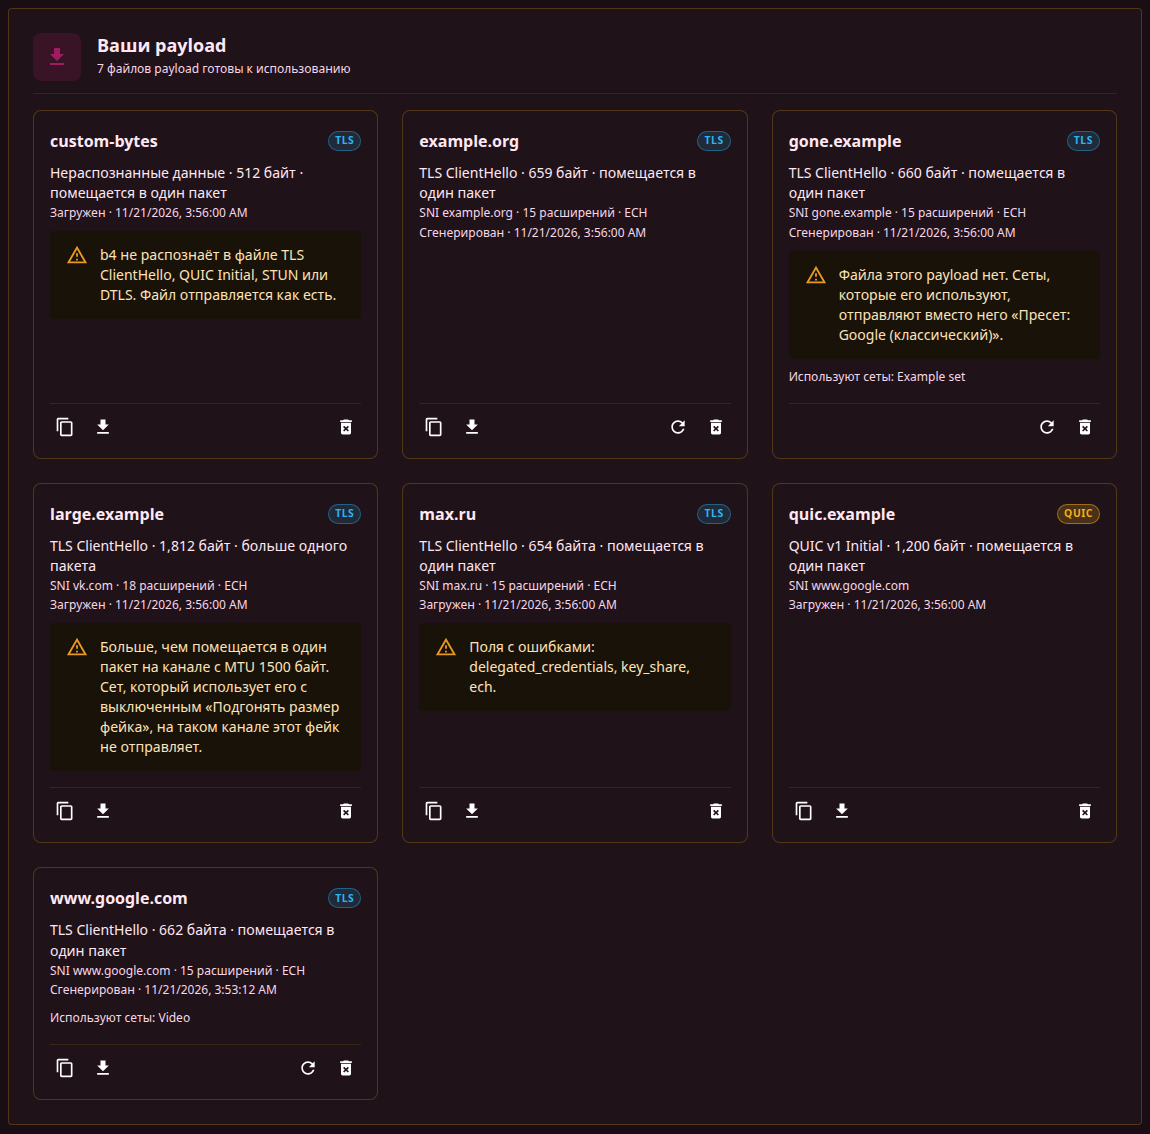 Ваши payload
7 файлов payload готовы к использованию
custom-bytes
TLS
Нераспознанные данные · 512 байт ·
помещается в один пакет
Загружен · 11/21/2026, 3:56:00 AM
b4 не распознаёт в файле TLS
ClientHello, QUIC Initial, STUN или
DTLS. Файл отправляется как есть.
example.org
TLS
TLS ClientHello · 659 байт · помещается в
один пакет
SNI example.org · 15 расширений · ECH
Сгенерирован · 11/21/2026, 3:56:00 AM
gone.example
TLS
TLS ClientHello · 660 байт · помещается в
один пакет
SNI gone.example · 15 расширений · ECH
Сгенерирован · 11/21/2026, 3:56:00 AM
Файла этого payload нет. Сеты,
которые его используют,
отправляют вместо него «Пресет:
Google (классический)».
Используют сеты: Example set
large.example
TLS
TLS ClientHello · 1,812 байт · больше одного
пакета
SNI vk.com · 18 расширений · ECH
Загружен · 11/21/2026, 3:56:00 AM
Больше, чем помещается в один
пакет на канале с MTU 1500 байт.
Сет, который использует его с
выключенным «Подгонять размер
фейка», на таком канале этот фейк
не отправляет.
max.ru
TLS
TLS ClientHello · 654 байта · помещается в
один пакет
SNI max.ru · 15 расширений · ECH
Загружен · 11/21/2026, 3:56:00 AM
Поля с ошибками:
delegated_credentials, key_share,
ech.
quic.example
QUIC
QUIC v1 Initial · 1,200 байт · помещается в
один пакет
SNI www.google.com
Загружен · 11/21/2026, 3:56:00 AM
www.google.com
TLS
TLS ClientHello · 662 байта · помещается в
один пакет
SNI www.google.com · 15 расширений · ECH
Сгенерирован · 11/21/2026, 3:53:12 AM
Используют сеты: Video